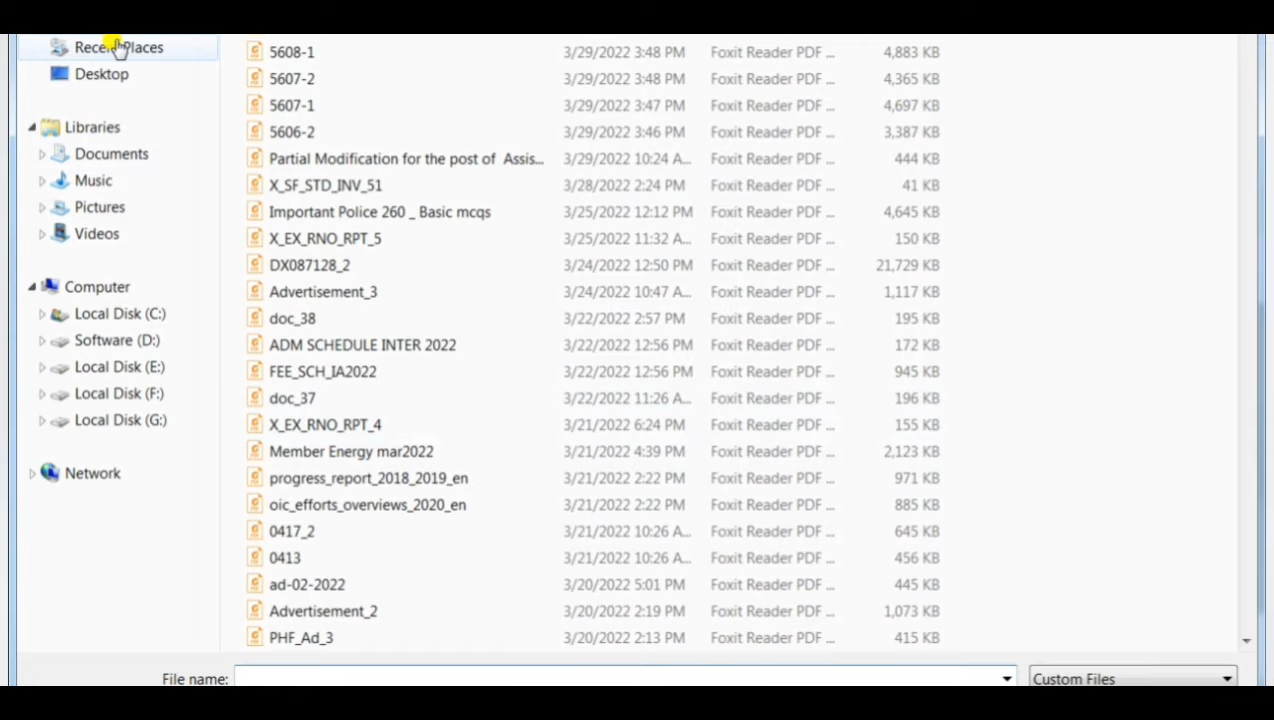 Recent Places
Desktop
Libraries
Documents
Music
Pictures
Videos
Computer
Local Disk (C:)
Software (D:)
Local Disk (E:)
Local Disk (F:)
Local Disk (G:)
Network
5608-1 3/29/2022 3:48 PM Foxit Reader PDF ... 4,883 KB
5607-2 3/29/2022 3:48 PM Foxit Reader PDF ... 4,365 KB
5607-1 3/29/2022 3:47 PM Foxit Reader PDF ... 4,697 KB
5606-2 3/29/2022 3:46 PM Foxit Reader PDF ... 3,387 KB
Partial Modification for the post of Assis... 3/29/2022 10:24 A... Foxit Reader PDF ... 444 KB
X_SF_STD_INV_51 3/28/2022 2:24 PM Foxit Reader PDF ... 41 KB
Important Police 260 _ Basic mcqs 3/25/2022 12:12 PM Foxit Reader PDF ... 4,645 KB
X_EX_RNO_RPT_5 3/25/2022 11:32 A... Foxit Reader PDF ... 150 KB
DX087128_2 3/24/2022 12:50 PM Foxit Reader PDF ... 21,729 KB
Advertisement_3 3/24/2022 10:47 A... Foxit Reader PDF ... 1,117 KB
doc_38 3/22/2022 2:57 PM Foxit Reader PDF ... 195 KB
ADM SCHEDULE INTER 2022 3/22/2022 12:56 PM Foxit Reader PDF ... 172 KB
FEE_SCH_IA2022 3/22/2022 12:56 PM Foxit Reader PDF ... 945 KB
doc_37 3/22/2022 11:26 A... Foxit Reader PDF ... 196 KB
X_EX_RNO_RPT_4 3/21/2022 6:24 PM Foxit Reader PDF ... 155 KB
Member Energy mar2022 3/21/2022 4:39 PM Foxit Reader PDF ... 2,123 KB
progress_report_2018_2019_en 3/21/2022 2:22 PM Foxit Reader PDF ... 971 KB
oic_efforts_overviews_2020_en 3/21/2022 2:22 PM Foxit Reader PDF ... 885 KB
0417_2 3/21/2022 10:26 A... Foxit Reader PDF ... 645 KB
0413 3/21/2022 10:26 A... Foxit Reader PDF ... 456 KB
ad-02-2022 3/20/2022 5:01 PM Foxit Reader PDF ... 445 KB
Advertisement_2 3/20/2022 2:19 PM Foxit Reader PDF ... 1,073 KB
PHF_Ad_3 3/20/2022 2:13 PM Foxit Reader PDF ... 415 KB
File name: Custom Files